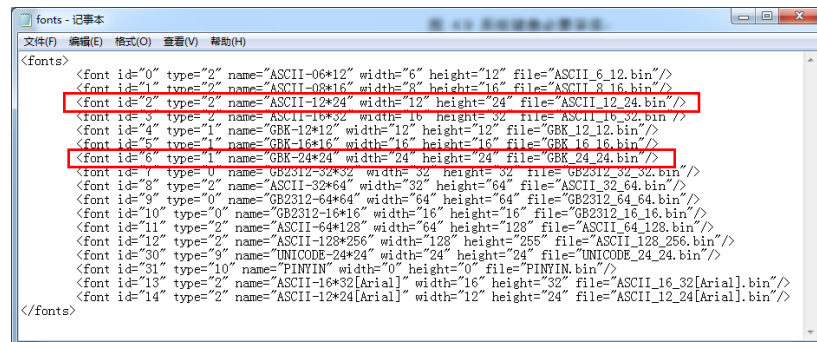 fonts - 记事本
文件(F) 编辑(E) 格式(O) 查看(V) 帮助(H)
<fonts>
<font id="0" type="2" name="ASCII-06*12" width="6" height="12" file="ASCII_6_12.bin"/>
<font id="1" type="2" name="ASCII-08*16" width="8" height="16" file="ASCII_8_16.bin"/>
<font id="2" type="2" name="ASCII-12*24" width="12" height="24" file="ASCII_12_24.bin"/>
<font id="3" type="2" name="ASCII-16*32" width="16" height="32" file="ASCII_16_32.bin"/>
<font id="4" type="1" name="GBK-12*12" width="12" height="12" file="GBK_12_12.bin"/>
<font id="5" type="1" name="GBK-16*16" width="16" height="16" file="GBK_16_16.bin"/>
<font id="6" type="1" name="GBK-24*24" width="24" height="24" file="GBK_24_24.bin"/>
<font id="7" type="0" name="GB2312-32*32" width="32" height="32" file="GB2312_32_32.bin"/>
<font id="8" type="2" name="ASCII-32*64" width="32" height="64" file="ASCII_32_64.bin"/>
<font id="9" type="0" name="GB2312-64*64" width="64" height="64" file="GB2312_64_64.bin"/>
<font id="10" type="0" name="GB2312-16*16" width="16" height="16" file="GB2312_16_16.bin"/>
<font id="11" type="2" name="ASCII-64*128" width="64" height="128" file="ASCII_64_128.bin"/>
<font id="12" type="2" name="ASCII-128*256" width="128" height="255" file="ASCII_128_256.bin"/>
<font id="30" type="9" name="UNICODE-24*24" width="24" height="24" file="UNICODE_24_24.bin"/>
<font id="31" type="10" name="PINYIN" width="0" height="0" file="PINYIN.bin"/>
<font id="13" type="2" name="ASCII-16*32[Arial]" width="16" height="32" file="ASCII_16_32[Arial].bin"/>
<font id="14" type="2" name="ASCII-12*24[Arial]" width="12" height="24" file="ASCII_12_24[Arial].bin"/>
</fonts>